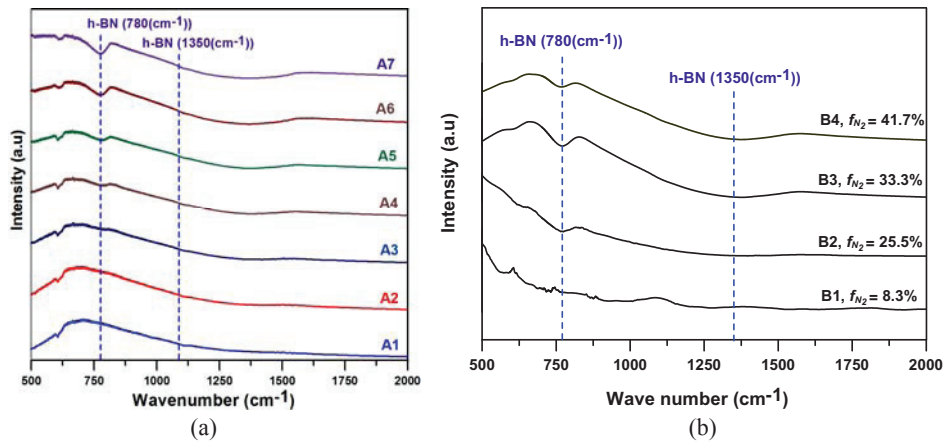 h-BN (780(cm-1))
h-BN (1350(cm-1))
A7
A6
A5
A4
A3
A2
A1
Intensity (a.u)
500 750 1000 1250 1500 1750 2000
Wavenumber (cm-1)
(a)
h-BN (780(cm-1))
h-BN (1350(cm-1))
B4, fN2 = 41.7%
B3, fN2 = 33.3%
B2, fN2 = 25.5%
B1, fN2 = 8.3%
Intensity (a.u)
500 750 1000 1250 1500 1750 2000
Wave number (cm-1)
(b)